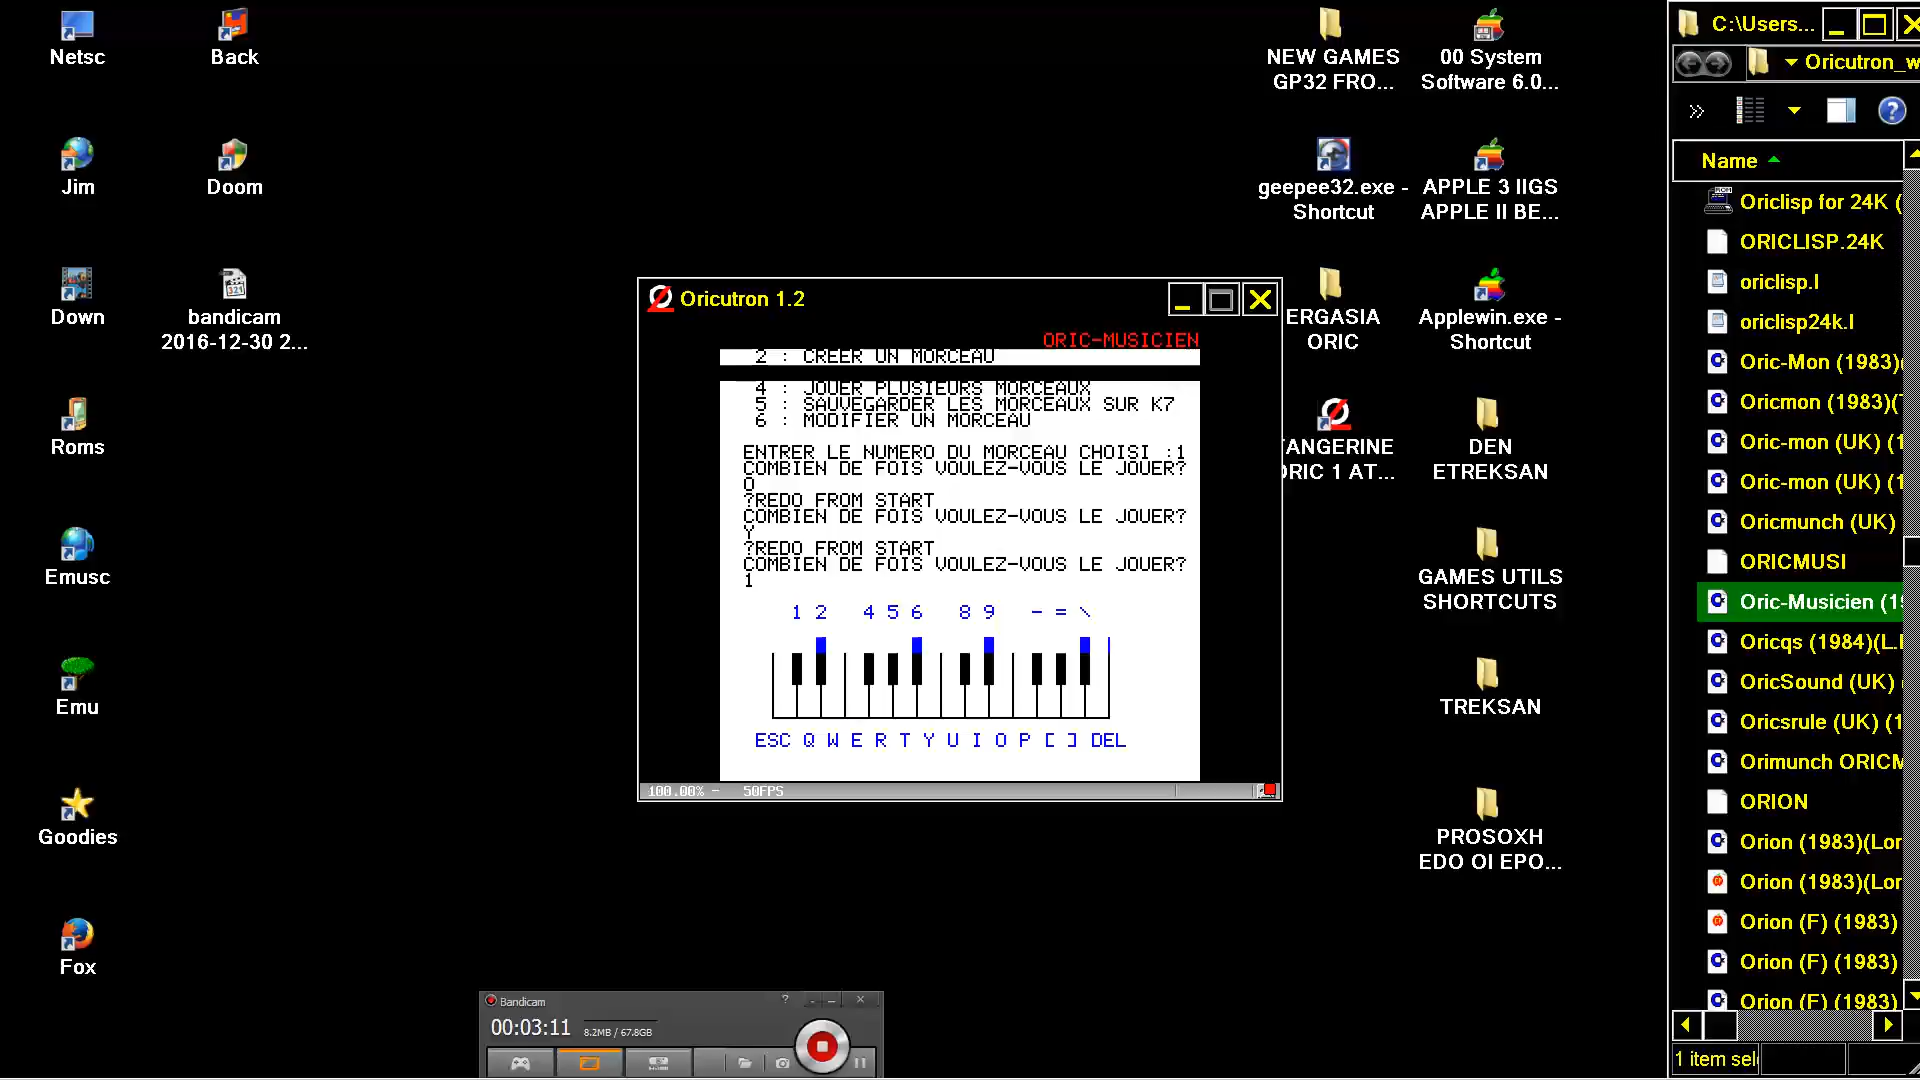 Netsc
Back
Jim
Doom
Down
bandicam
2016-12-30 2...
Roms
Emusc
Emu
Goodies
Fox
NEW GAMES
GP32 FRO...
00 System
Software 6.0...
geepee32.exe -
Shortcut
APPLE 3 IIGS
APPLE II BE...
ERGASIA
ORIC
Applewin.exe -
Shortcut
ANGERINE
RIC 1 AT...
DEN
ETREKSAN
GAMES UTILS
SHORTCUTS
TREKSAN
PROSOXH
EDO OI EPO...
Oricutron 1.2
ORIC-MUSICIEN
2 : CREER UN MORCEAU
4 : JOUER PLUSIEURS MORCEAUX
5 : SAUVEGARDER LES MORCEAUX SUR K7
6 : MODIFIER UN MORCEAU
ENTRER LE NUMERO DU MORCEAU CHOISI :1
COMBIEN DE FOIS VOULEZ-VOUS LE JOUER?
O
?REDO FROM START
COMBIEN DE FOIS VOULEZ-VOUS LE JOUER?
Y
?REDO FROM START
COMBIEN DE FOIS VOULEZ-VOUS LE JOUER?
1
1 2 4 5 6 8 9 - = \
ESC Q W E R T Y U I O P [ ] DEL
100.00% - 50FPS
Bandicam
00:03:11 8.2MB / 67.8GB
C:\Users...
Oricutron_w
Name
Oriclisp for 24K (
ORICLISP.24K
oriclisp.l
oriclisp24k.l
Oric-Mon (1983)(
Oricmon (1983)(
Oric-mon (UK) (1
Oric-mon (UK) (1
Oricmunch (UK)
ORICMUSI
Oric-Musicien (19
Oricqs (1984)(L.
OricSound (UK)
Oricsrule (UK) (1
Orimunch ORICM
ORION
Orion (1983)(Lor
Orion (1983)(Lor
Orion (F) (1983)
Orion (F) (1983)
Orion (F) (1983)
1 item sel